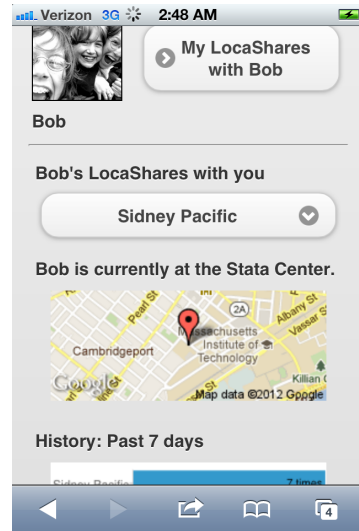 Verizon 3G 2:48 AM
My LocaShares
with Bob
Bob
Bob's LocaShares with you
Sidney Pacific
Bob is currently at the Stata Center.
Pearl St
2A
Albany St
Vassar St
Massachusetts
Institute of
Technology
Cambridgeport
Killian
Google
Map data ©2012 Google
History: Past 7 days
Sidney Pacific 7 times
4